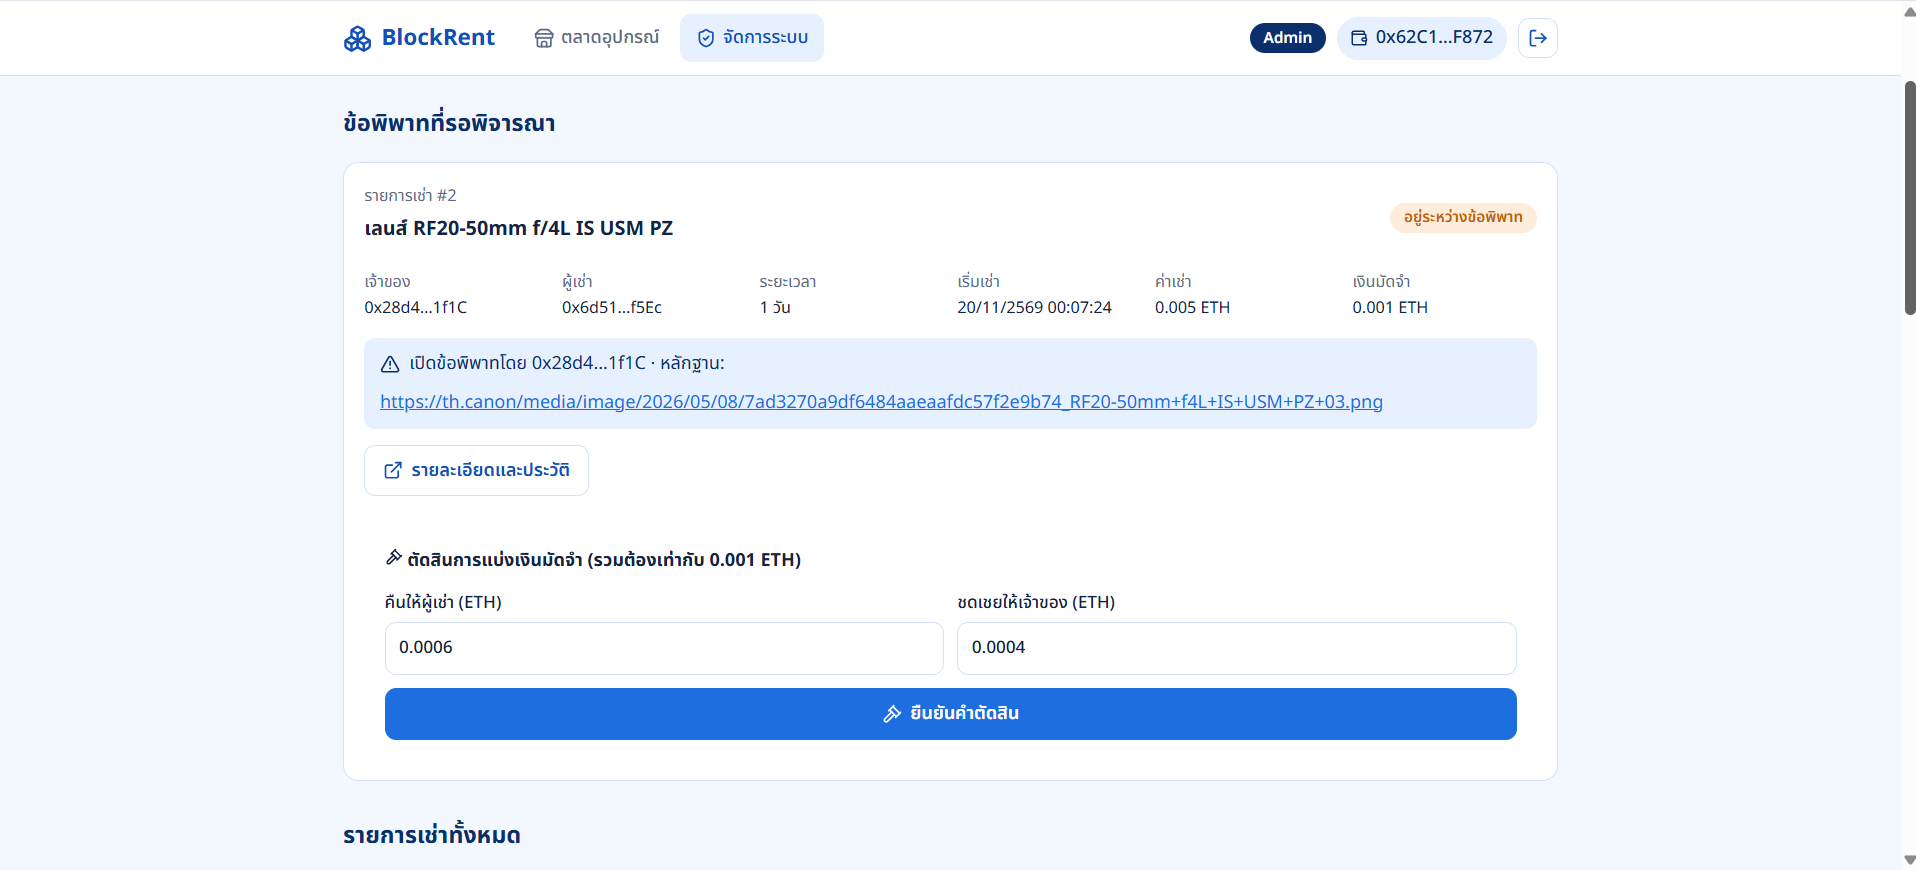 BlockRent
ตลาดอุปกรณ์
จัดการระบบ
Admin
0x62C1...F872
ข้อพิพาทที่รอพิจารณา
รายการเช่า #2
เลนส์ RF20-50mm f/4L IS USM PZ
อยู่ระหว่างข้อพิพาท
เจ้าของ
0x28d4...1f1C
ผู้เช่า
0x6d51...f5Ec
ระยะเวลา
1 วัน
เริ่มเช่า
20/11/2569 00:07:24
ค่าเช่า
0.005 ETH
เงินมัดจำ
0.001 ETH
เปิดข้อพิพาทโดย 0x28d4...1f1C · หลักฐาน:
https://th.canon/media/image/2026/05/08/7ad3270a9df6484aaeaafdc57f2e9b74_RF20-50mm+f4L+IS+USM+PZ+03.png
รายละเอียดและประวัติ
ตัดสินการแบ่งเงินมัดจำ (รวมต้องเท่ากับ 0.001 ETH)
คืนให้ผู้เช่า (ETH)
ชดเชยให้เจ้าของ (ETH)
0.0006
0.0004
ยืนยันคำตัดสิน
รายการเช่าทั้งหมด